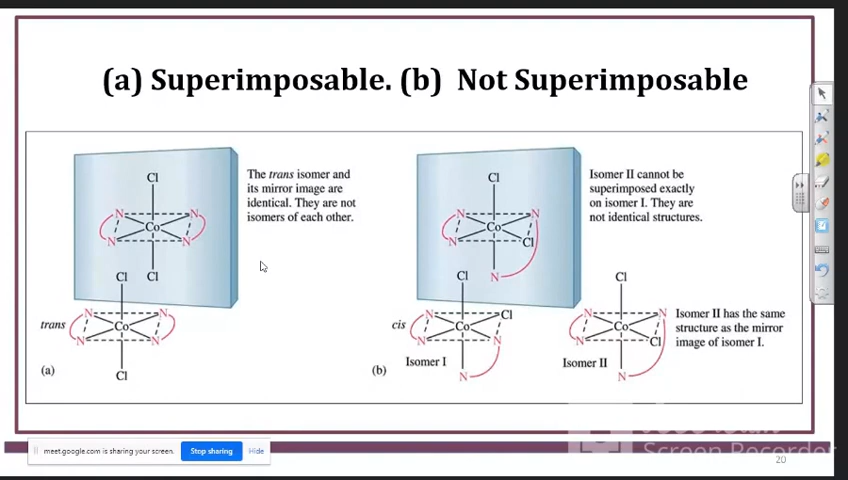 (a) Superimposable. (b) Not Superimposable
Cl
N N
Co
N N
Cl
The trans isomer and
its mirror image are
identical. They are not
isomers of each other.
Cl
trans
N N
Co
N N
Cl
(a)
Cl
N N
Co
N Cl
N
Isomer II cannot be
superimposed exactly
on isomer I. They are
not identical structures.
Cl
cis
N Cl
Co
N N
Isomer I
N
(b)
Cl
N N
Co
N Cl
Isomer II
N
Isomer II has the same
structure as the mirror
image of isomer I.
meet.google.com is sharing your screen.
Stop sharing
Hide
Screen Recorder
20